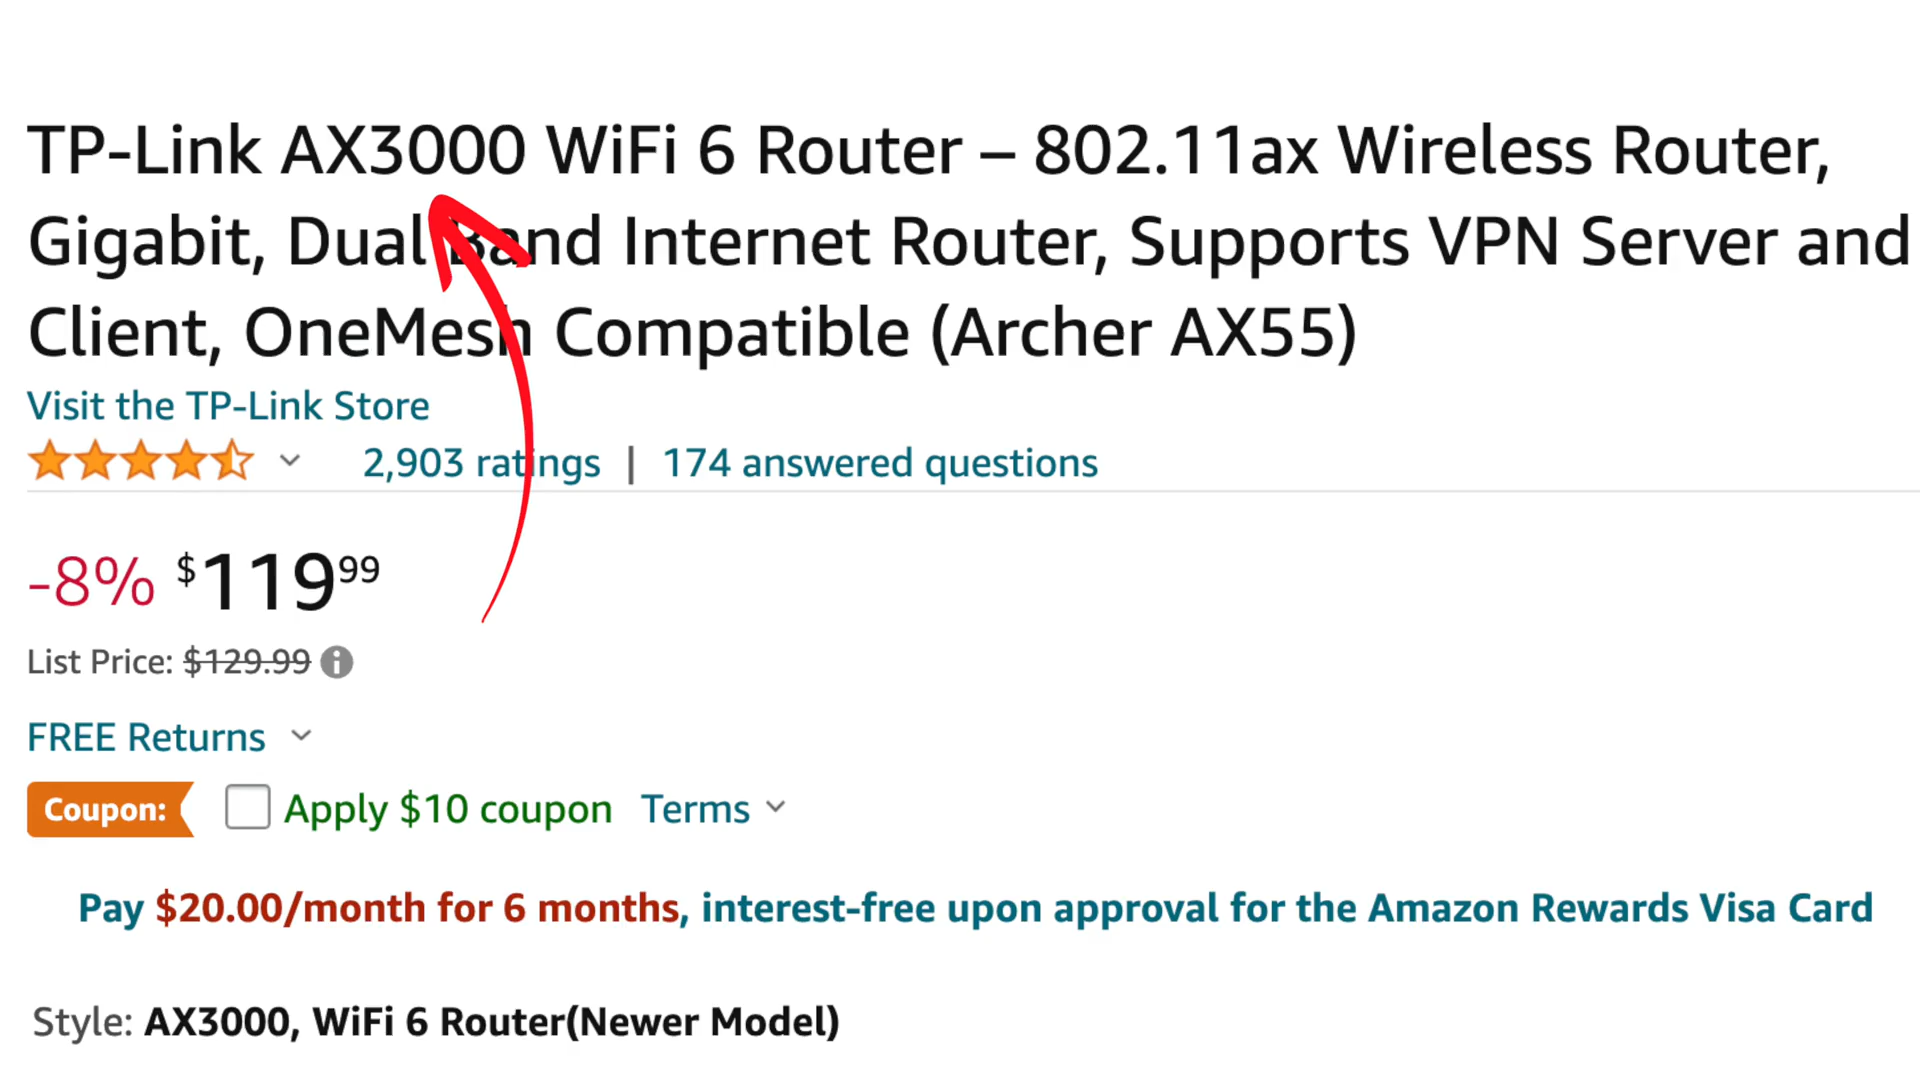 TP-Link AX3000 WiFi 6 Router – 802.11ax Wireless Router,
Gigabit, Dual Band Internet Router, Supports VPN Server and
Client, OneMesh Compatible (Archer AX55)
Visit the TP-Link Store
2,903 ratings | 174 answered questions
-8% $119.99
List Price: $129.99
FREE Returns
Coupon: Apply $10 coupon Terms
Pay $20.00/month for 6 months, interest-free upon approval for the Amazon Rewards Visa Card
Style: AX3000, WiFi 6 Router(Newer Model)